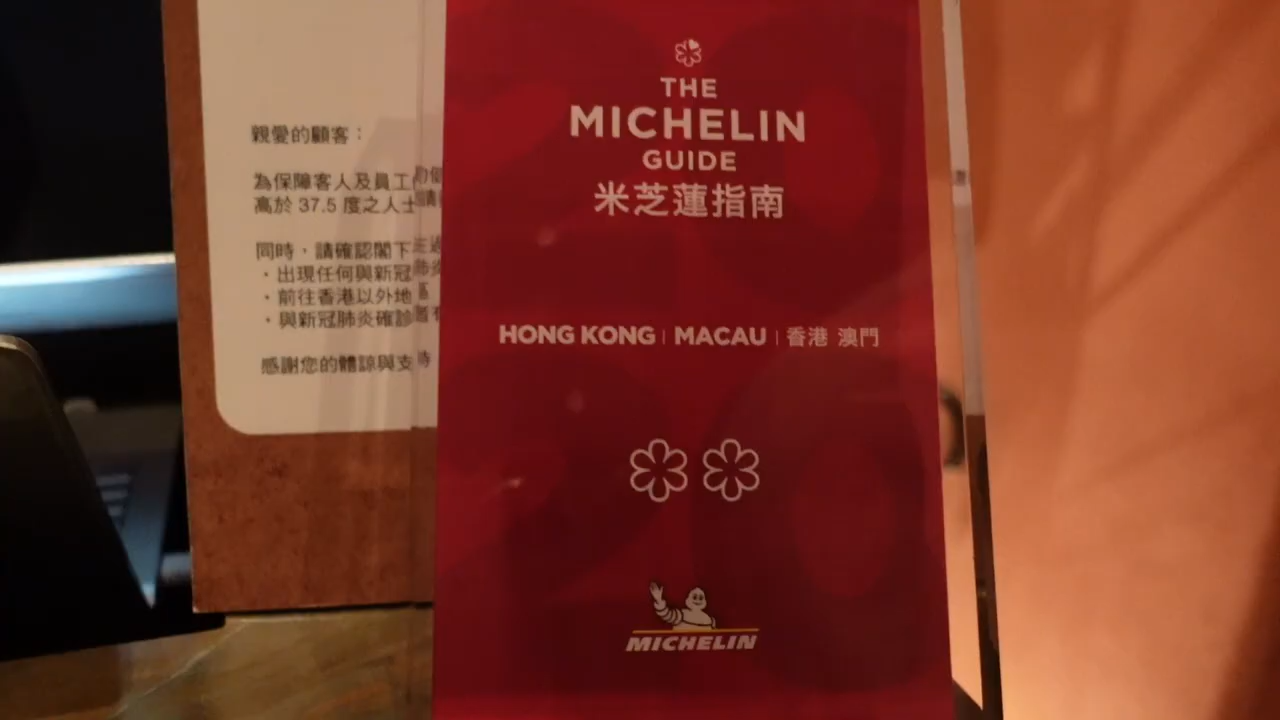 親愛的顧客：
為保障客人及員工
高於 37.5 度之人士
同時，請確認閣下
・出現任何與新冠
・前往香港以外地
・與新冠肺炎確診
感謝您的體諒與支
THE
MICHELIN
GUIDE
米芝蓮指南
HONG KONG | MACAU | 香港 澳門
MICHELIN